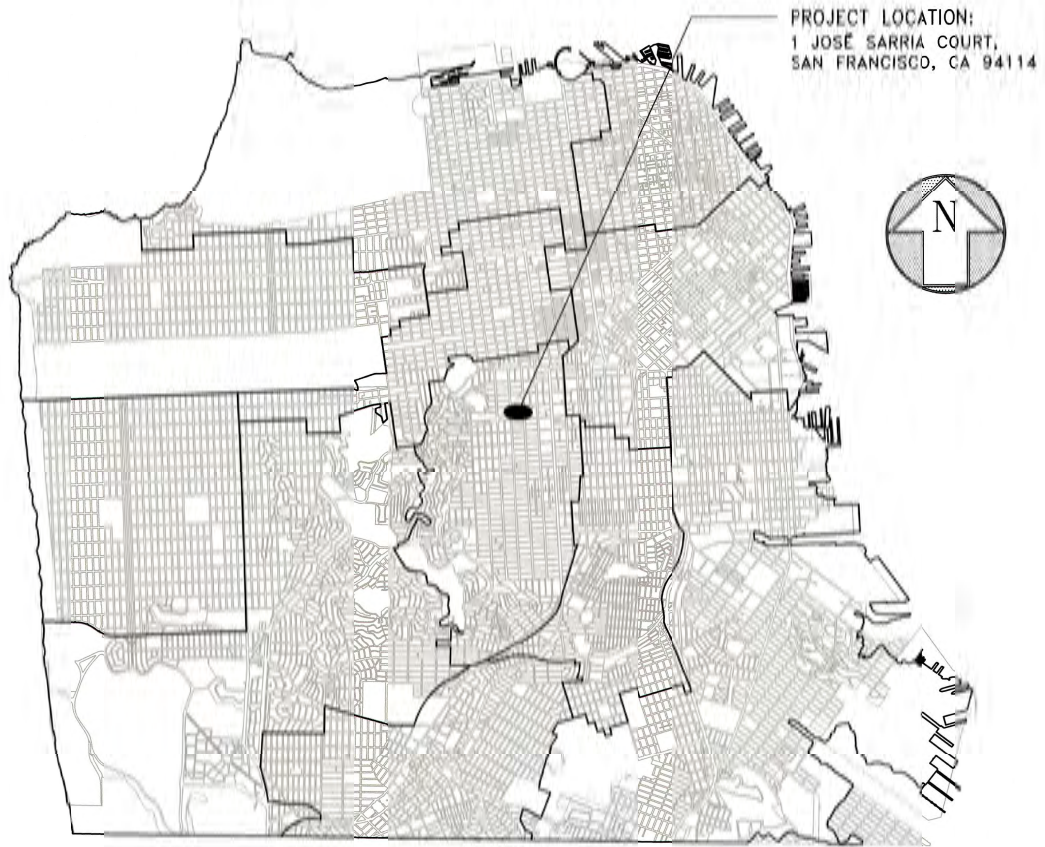 PROJECT LOCATION:
1 JOSÉ SARRIA COURT,
SAN FRANCISCO, CA 94114
N